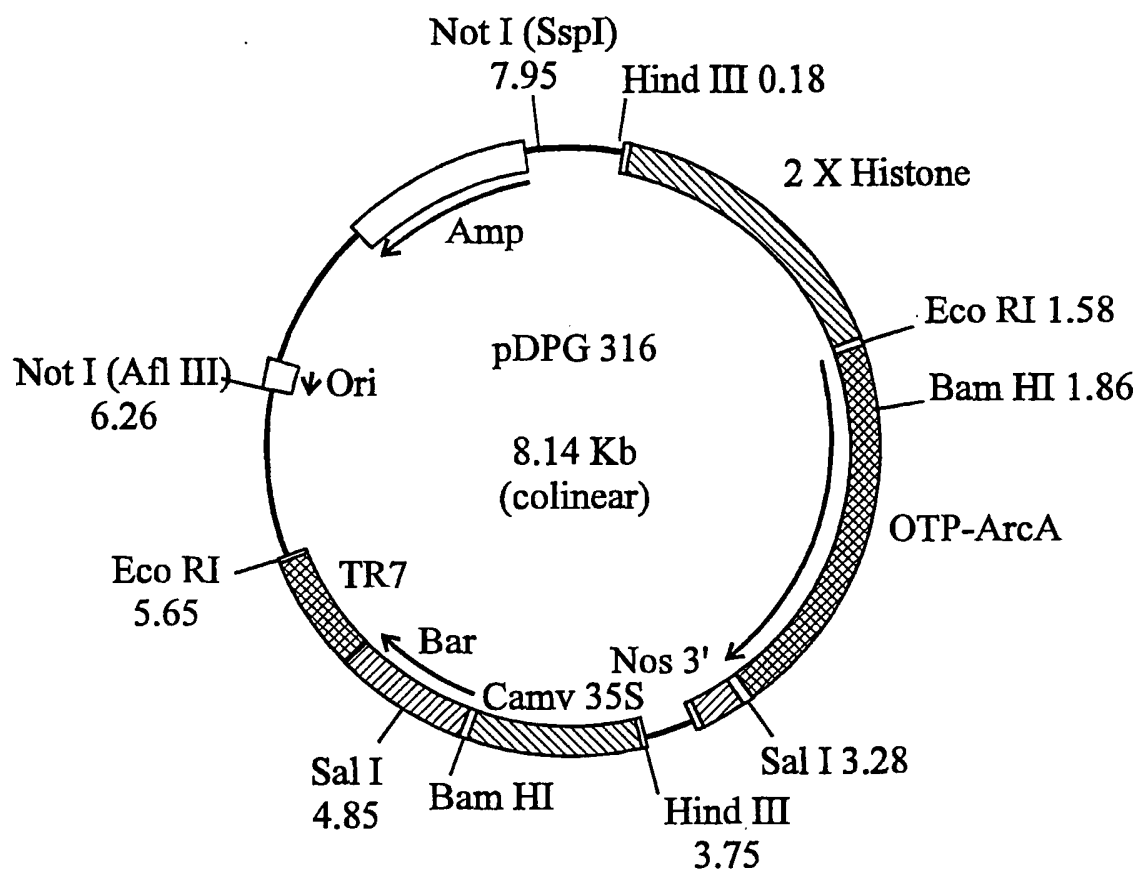 Not I (SspI)
7.95
Hind III 0.18
2 X Histone
Amp
Eco RI 1.58
pDPG 316
Bam HI 1.86
Not I (Afl III)
6.26
Ori
8.14 Kb
(colinear)
OTP-ArcA
Eco RI
5.65
TR7
Bar
Nos 3'
Camv 35S
Sal I 3.28
Sal I
4.85
Bam HI
Hind III
3.75